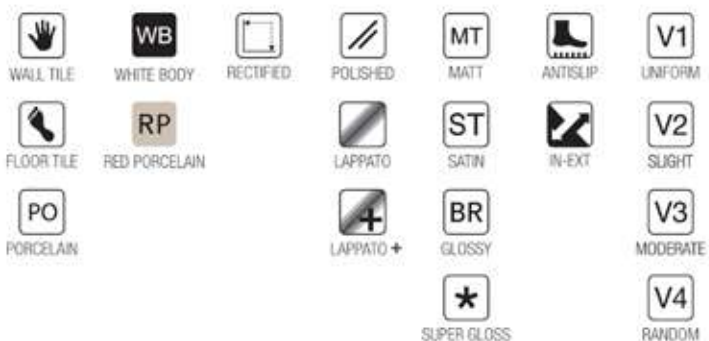 WB MT V1
WALL TILE WHITE BODY RECTIFIED POLISHED MATT ANTISLIP UNIFORM
RP ST V2
FLOOR TILE RED PORCELAIN LAPPATO SATIN IN-EXT SLIGHT
PO BR V3
PORCELAIN LAPPATO + GLOSSY MODERATE
V4
SUPER GLOSS RANDOM